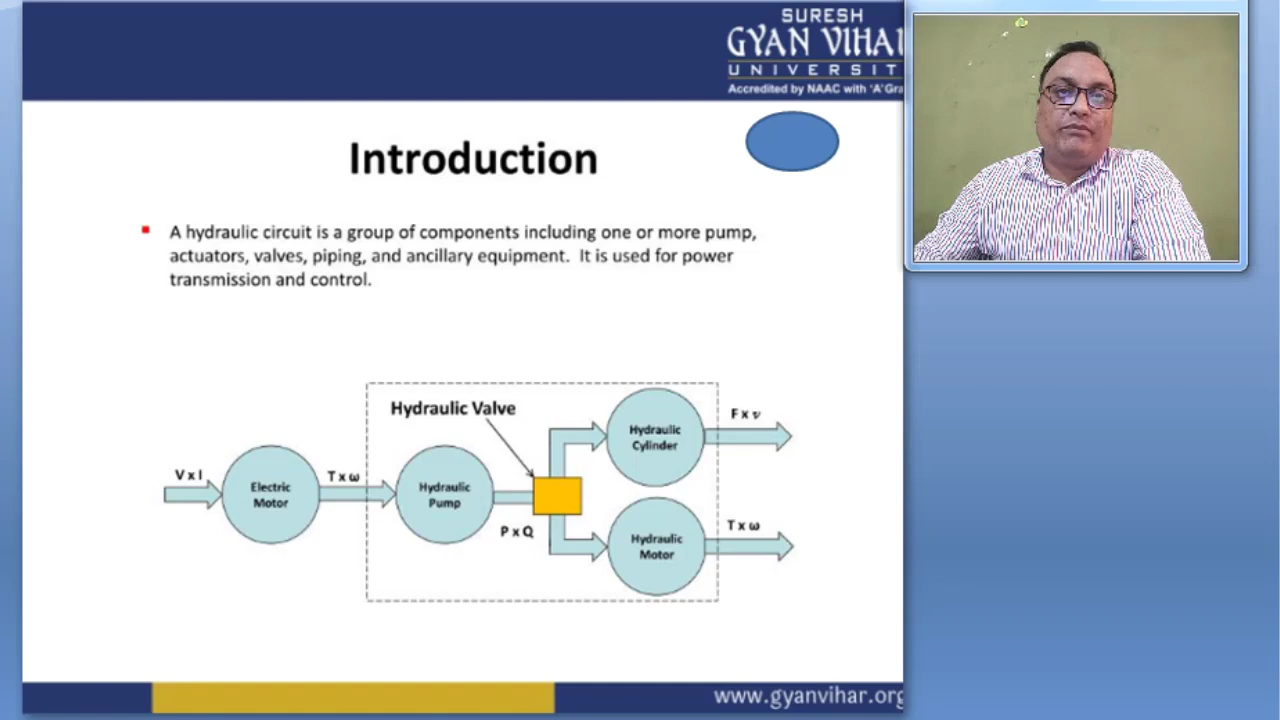 SURESH
GYAN VIHAR
UNIVERSIT
Accredited by NAAC with 'A'Gra
Introduction
A hydraulic circuit is a group of components including one or more pump,
actuators, valves, piping, and ancillary equipment. It is used for power
transmission and control.
Hydraulic Valve
Hydraulic
Cylinder
F x v
V x I
Electric
Motor
T x ω
Hydraulic
Pump
P x Q
Hydraulic
Motor
T x ω
www.gyanvihar.org